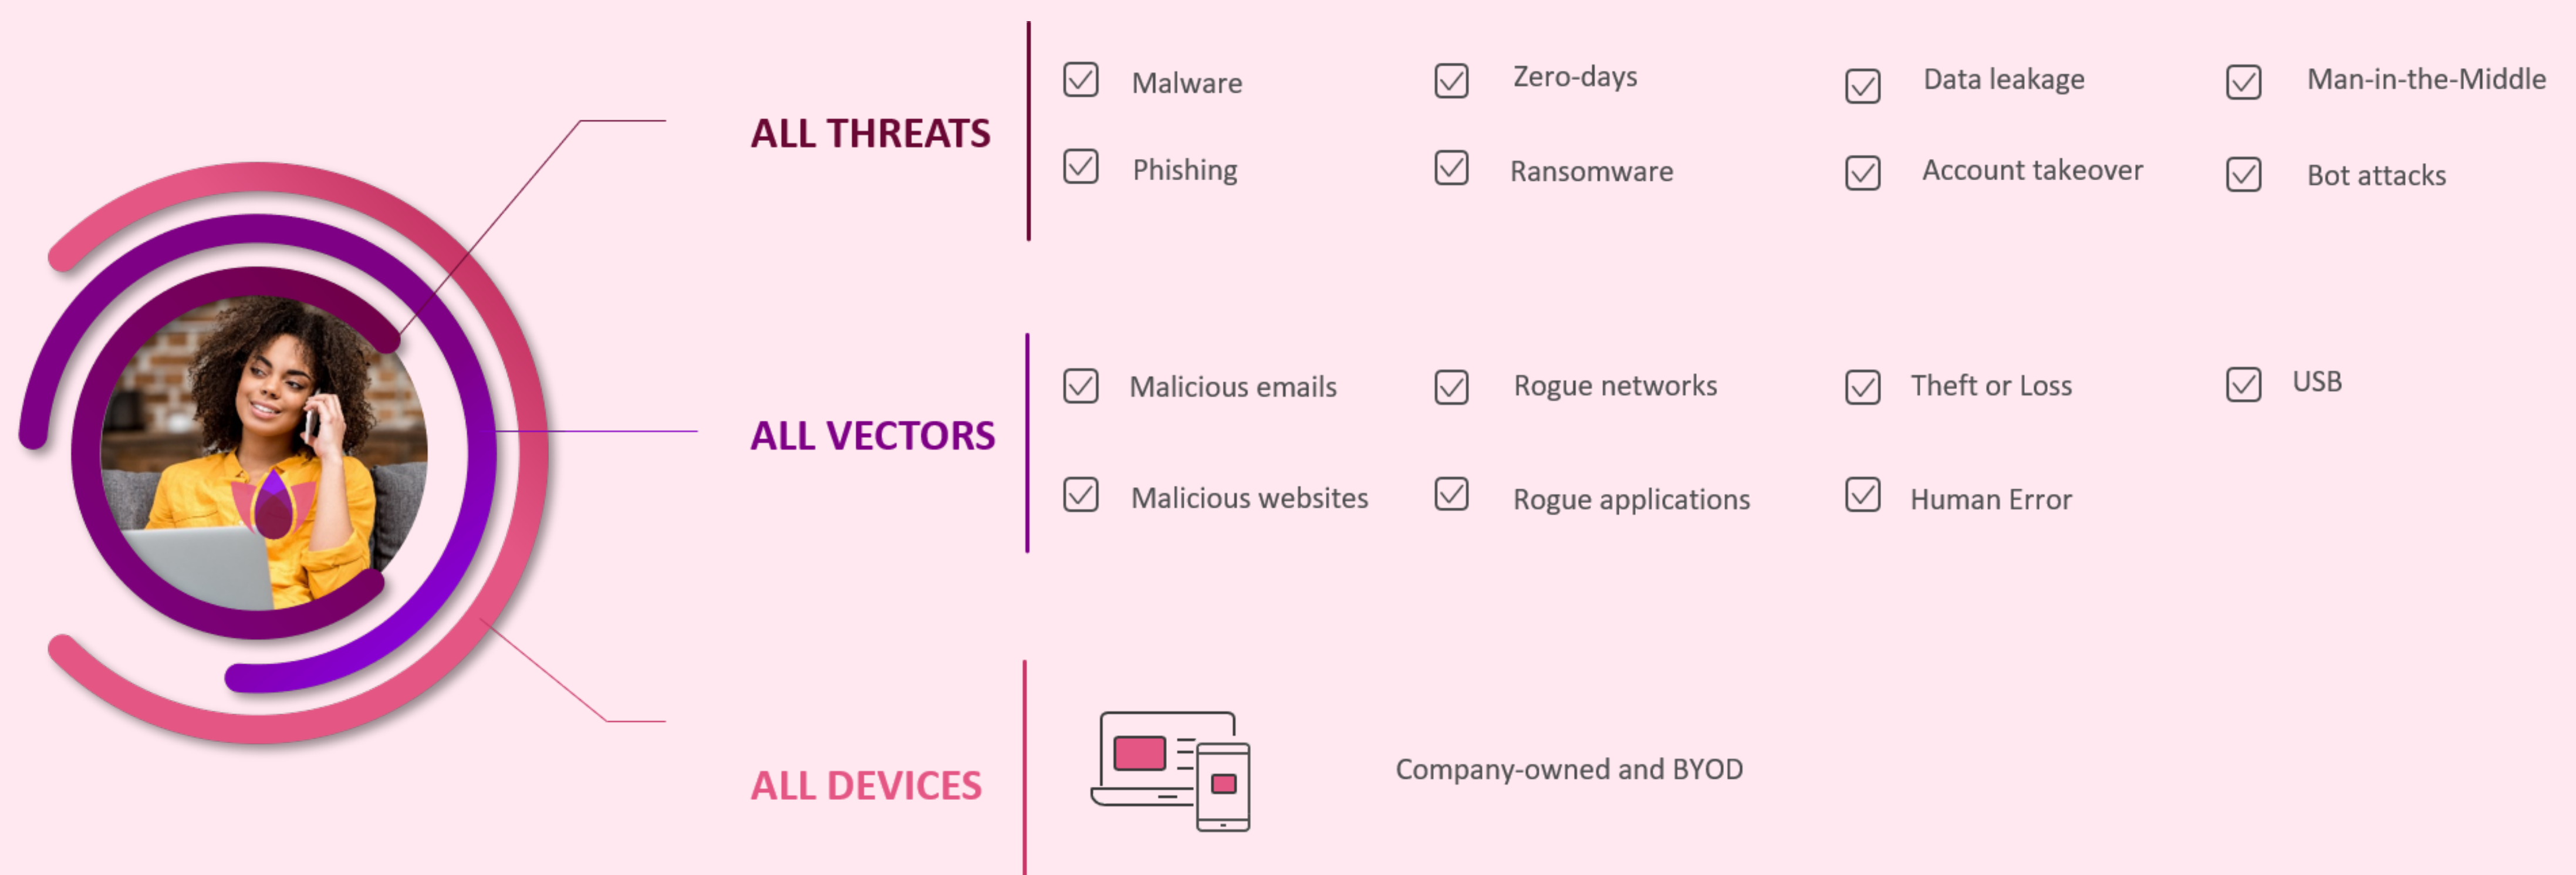 ALL THREATS
Malware
Zero-days
Data leakage
Man-in-the-Middle
Phishing
Ransomware
Account takeover
Bot attacks
ALL VECTORS
Malicious emails
Rogue networks
Theft or Loss
USB
Malicious websites
Rogue applications
Human Error
ALL DEVICES
Company-owned and BYOD